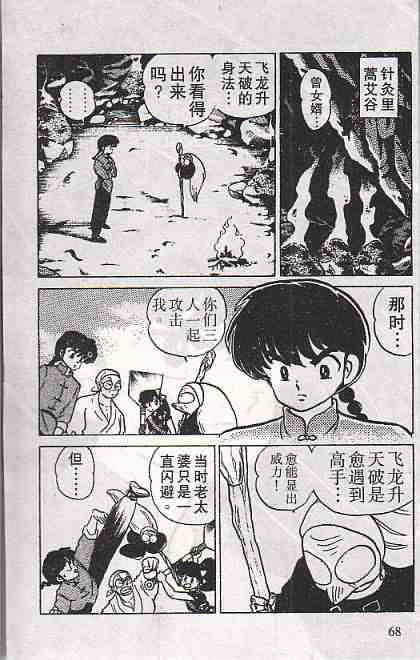 针灸里
蒿艾谷
曾女婿…
飞龙升
天破的
身法…
你看得
出来
吗？
………
那时…
你们三
人一起
攻击
我
飞龙升
天破是
愈遇到
高手…
愈能显出
威力！
当时老太
婆只是一
直闪避。
但……
68